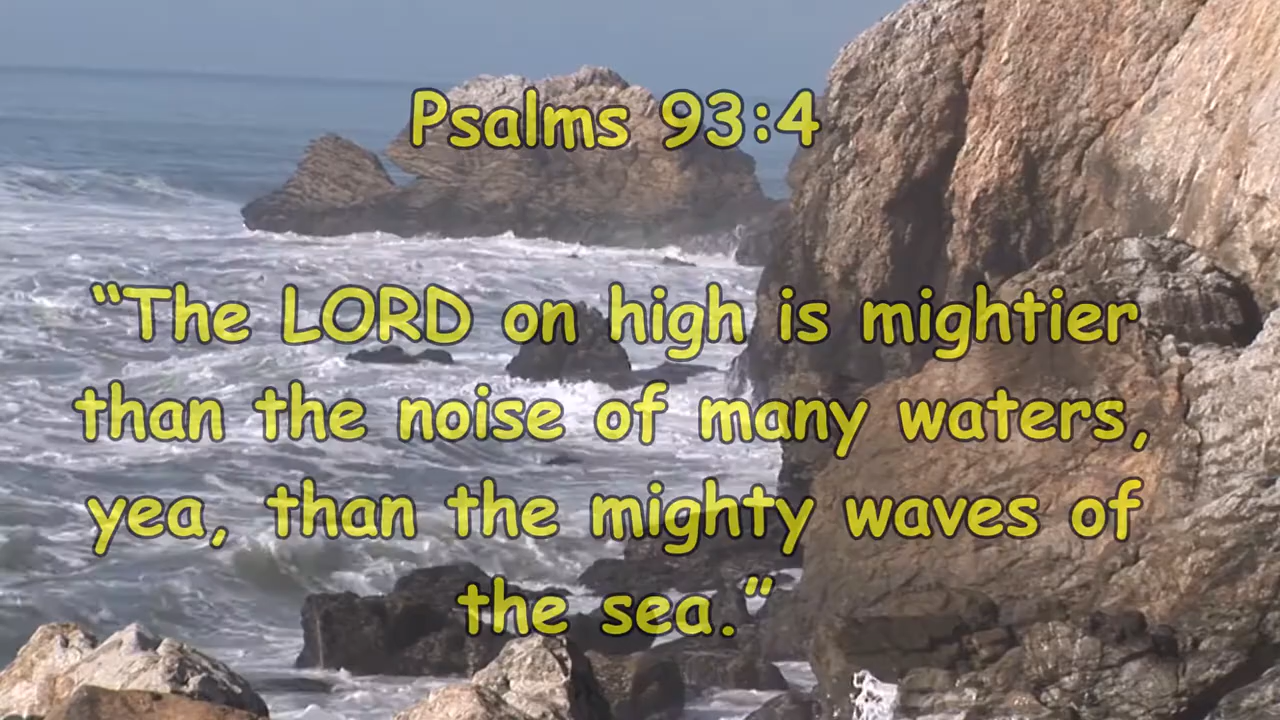 Psalms 93:4
“The LORD on high is mightier
than the noise of many waters,
yea, than the mighty waves of
the sea.”